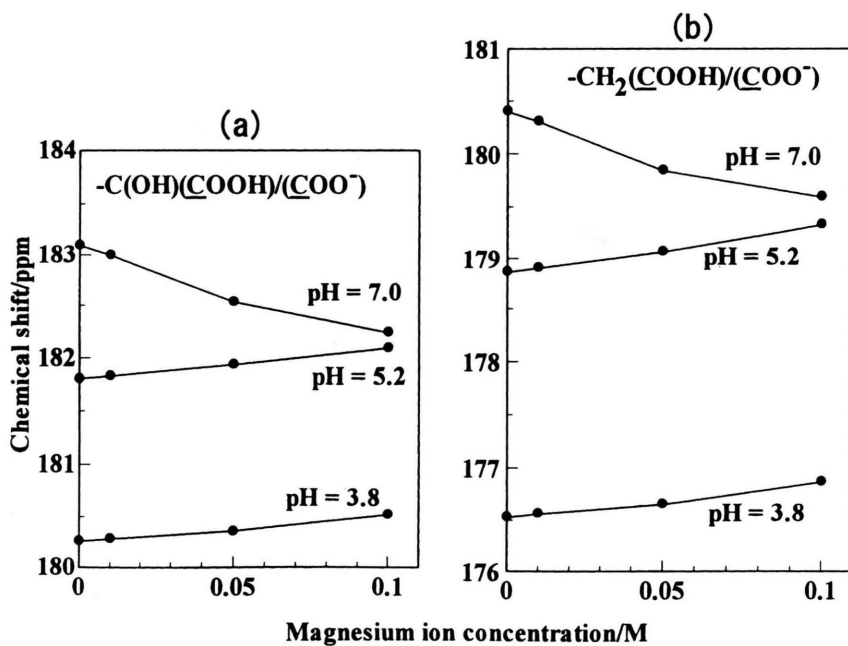 (a)
184
183
182
181
180
-C(OH)(COOH)/(COO⁻)
pH = 7.0
pH = 5.2
pH = 3.8
0
0.05
0.1
Chemical shift/ppm
(b)
181
180
179
178
177
176
-CH₂(COOH)/(COO⁻)
pH = 7.0
pH = 5.2
pH = 3.8
0
0.05
0.1
Magnesium ion concentration/M